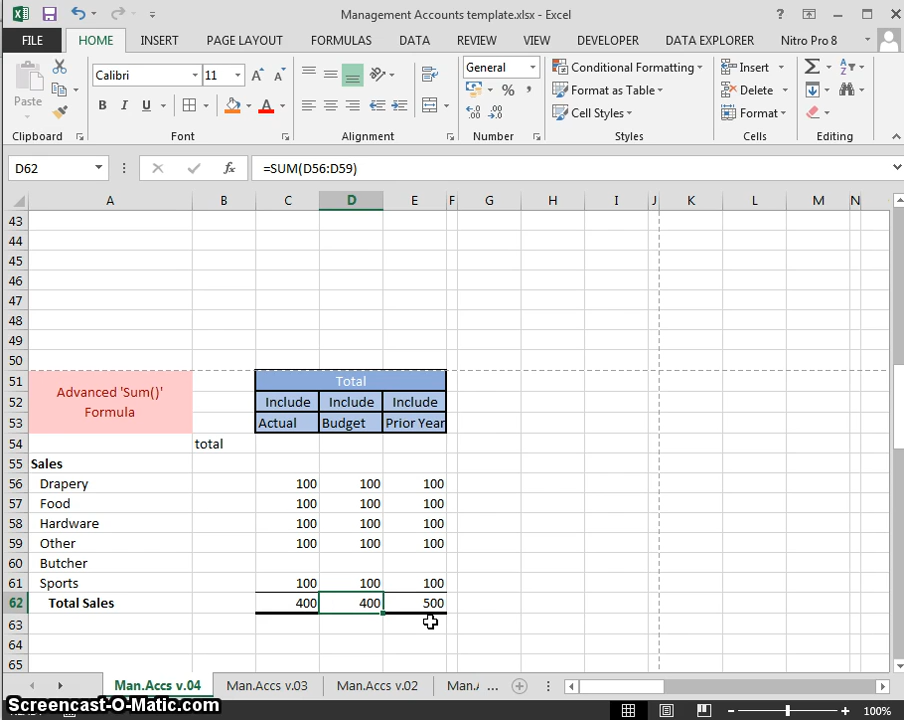 Management Accounts template.xlsx - Excel
FILE HOME INSERT PAGE LAYOUT FORMULAS DATA REVIEW VIEW DEVELOPER DATA EXPLORER Nitro Pro 8
Calibri 11 General Conditional Formatting Insert
Paste B I U % Format as Table Delete
Cell Styles Format
Clipboard Font Alignment Number Styles Cells Editing
D62 fx =SUM(D56:D59)
A B C D E F G H I J K L M N
43
44
45
46
47
48
49
50
51 Advanced 'Sum()' Formula Total
52 Include Include Include
53 Actual Budget Prior Year
54 total
55 Sales
56 Drapery 100 100 100
57 Food 100 100 100
58 Hardware 100 100 100
59 Other 100 100 100
60 Butcher
61 Sports 100 100 100
62 Total Sales 400 400 500
63
64
65
Man.Accs v.04 Man.Accs v.03 Man.Accs v.02 Man./ ...
Screencast-O-Matic.com 100%